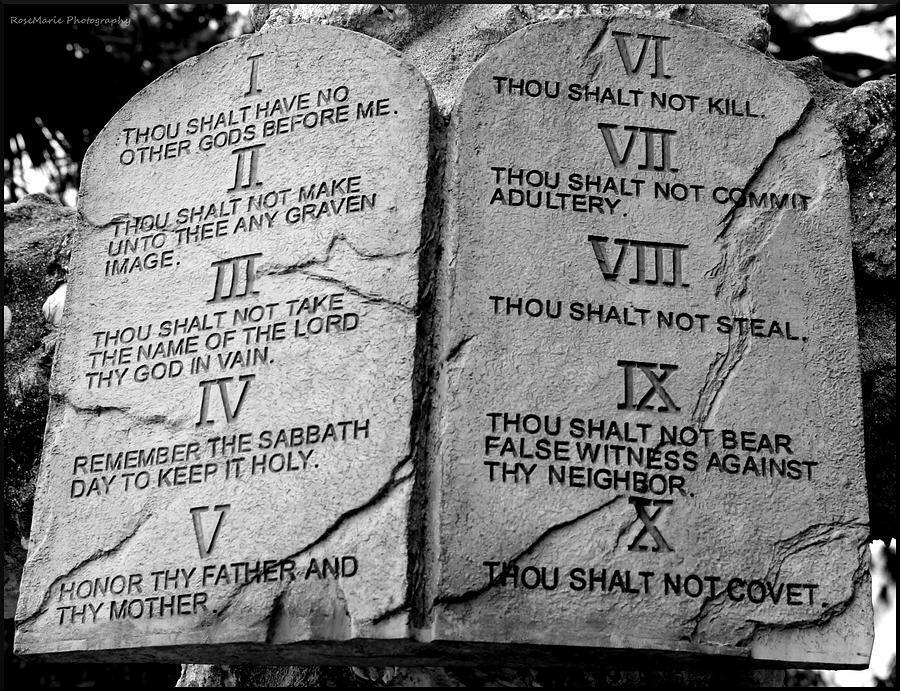 RoseMarie Photography
I
THOU SHALT HAVE NO
OTHER GODS BEFORE ME.
II
THOU SHALT NOT MAKE
UNTO THEE ANY GRAVEN
IMAGE.
III
THOU SHALT NOT TAKE
THE NAME OF THE LORD
THY GOD IN VAIN.
IV
REMEMBER THE SABBATH
DAY TO KEEP IT HOLY.
V
HONOR THY FATHER AND
THY MOTHER.
VI
THOU SHALT NOT KILL.
VII
THOU SHALT NOT COMMIT
ADULTERY.
VIII
THOU SHALT NOT STEAL.
IX
THOU SHALT NOT BEAR
FALSE WITNESS AGAINST
THY NEIGHBOR.
X
THOU SHALT NOT COVET.